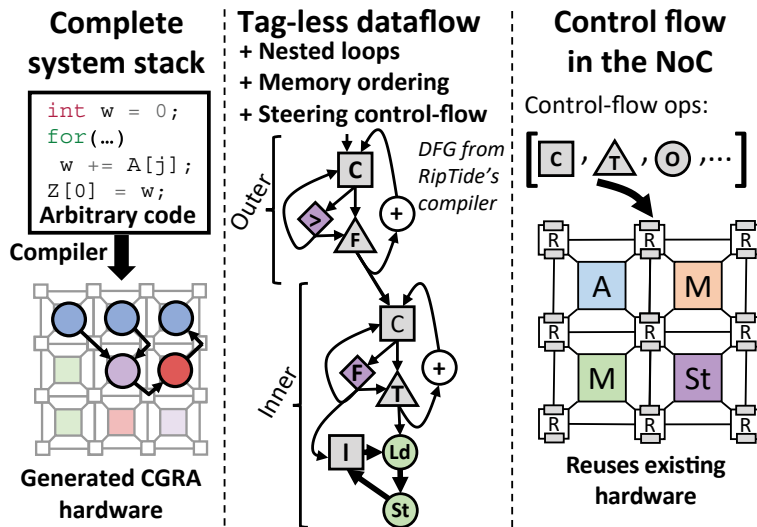 Complete
system stack
int w = 0;
for(…)
w += A[j];
Z[0] = w;
Arbitrary code
Compiler
Generated CGRA
hardware
Tag-less dataflow
+ Nested loops
+ Memory ordering
+ Steering control-flow
DFG from
RipTide's
compiler
Outer
C
>
F
+
Inner
C
F
T
+
I
Ld
St
Control flow
in the NoC
Control-flow ops:
[ C , T , O ,... ]
R R R
A M
R R R
M St
R R R
Reuses existing
hardware